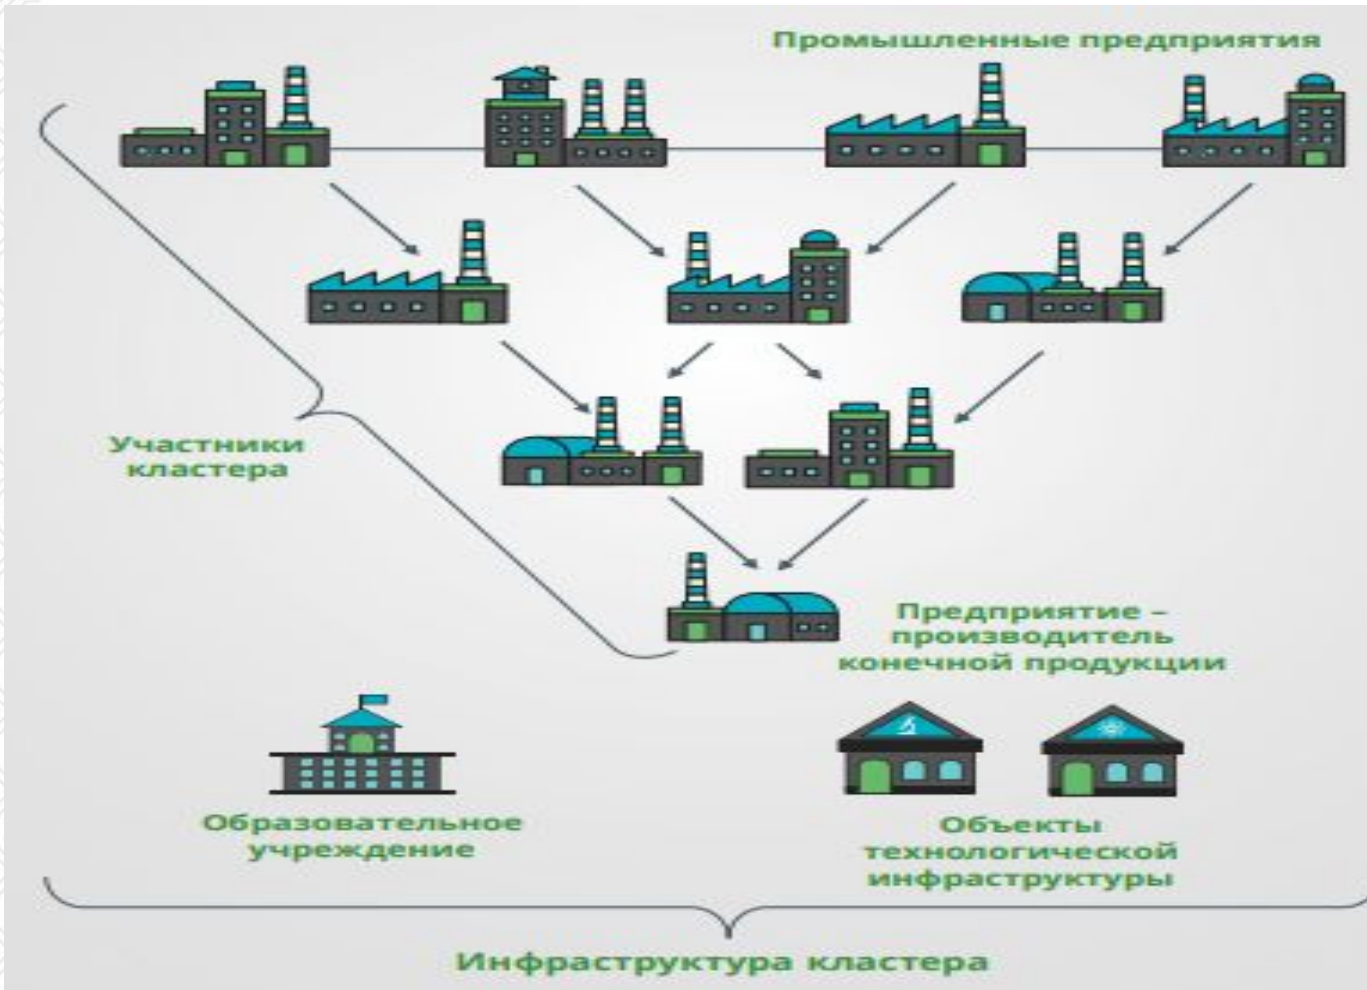 Промышленные предприятия
Участники
кластера
Предприятие –
производитель
конечной продукции
Образовательное
учреждение
Объекты
технологической
инфраструктуры
Инфраструктура кластера